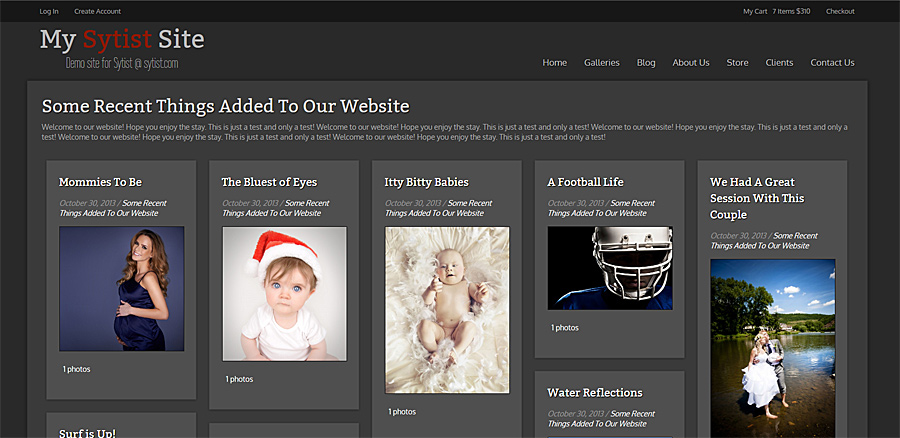 Log In Create Account My Cart 7 Items $310 Checkout
My Sytist Site
Demo site for Sytist @ sytist.com
Home Galleries Blog About Us Store Clients Contact Us
Some Recent Things Added To Our Website
Welcome to our website! Hope you enjoy the stay. This is just a test and only a test! Welcome to our website! Hope you enjoy the stay. This is just a test and only a test! Welcome to our website! Hope you enjoy the stay. This is just a test and only a
test! Welcome to our website! Hope you enjoy the stay. This is just a test and only a test! Welcome to our website! Hope you enjoy the stay. This is just a test and only a test!
Mommies To Be
October 30, 2013 / Some Recent
Things Added To Our Website
1 photos
Surf is Up!
The Bluest of Eyes
October 30, 2013 / Some Recent
Things Added To Our Website
1 photos
Itty Bitty Babies
October 30, 2013 / Some Recent
Things Added To Our Website
1 photos
A Football Life
October 30, 2013 / Some Recent
Things Added To Our Website
1 photos
Water Reflections
October 30, 2013 / Some Recent
Things Added To Our Website
We Had A Great
Session With This
Couple
October 30, 2013 / Some Recent
Things Added To Our Website